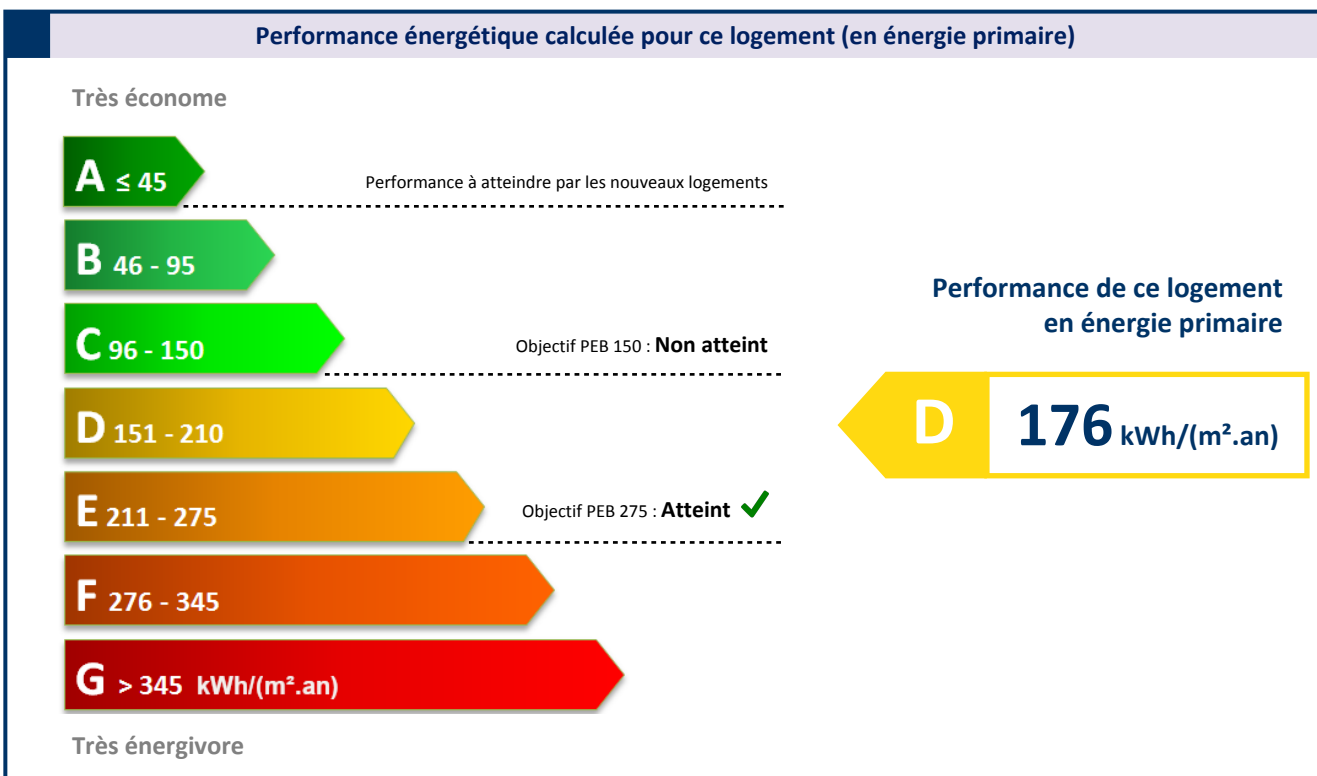 Performance énergétique calculée pour ce logement (en énergie primaire)
Très économe
A ≤ 45
Performance à atteindre par les nouveaux logements
B 46 - 95
C 96 - 150
Objectif PEB 150 : Non atteint
D 151 - 210
E 211 - 275
Objectif PEB 275 : Atteint ✓
F 276 - 345
G > 345 kWh/(m².an)
Très énergivore
Performance de ce logement
en énergie primaire
D 176 kWh/(m².an)